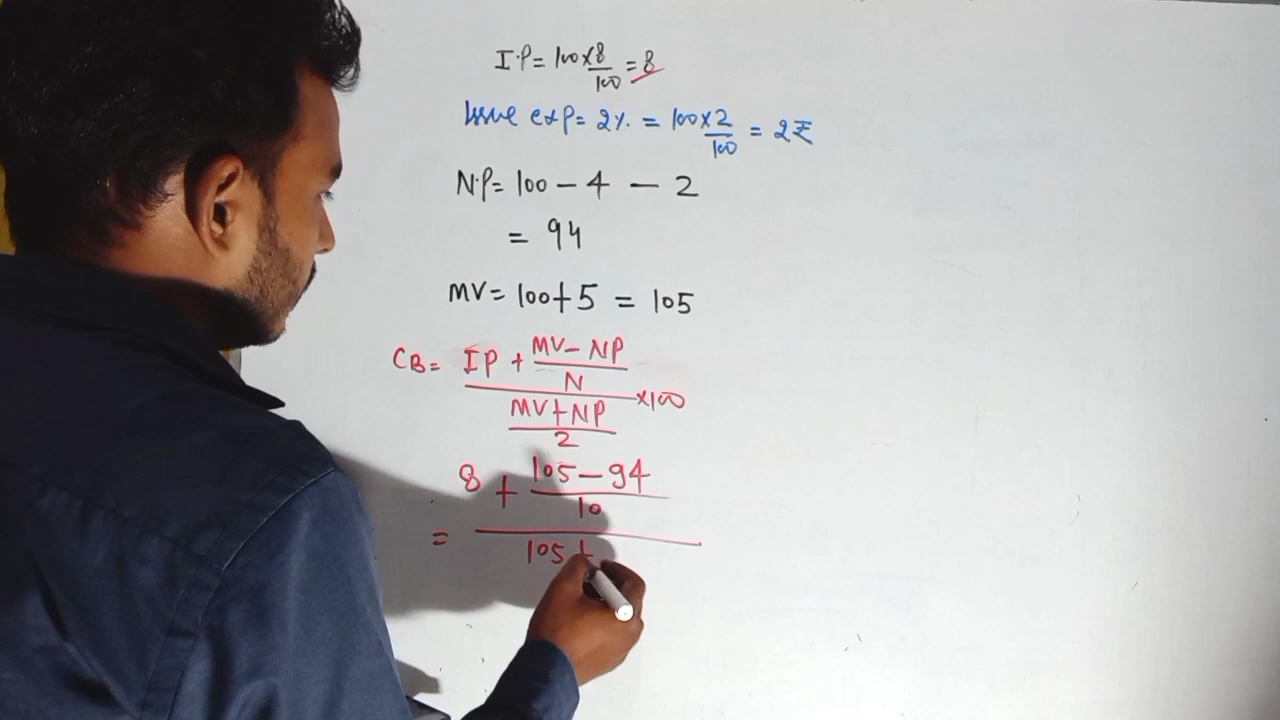 I.P = 100 × 8/100 = 8
Issue exp = 2%. = 100 × 2/100 = 2₹
N.P = 100 – 4 – 2
= 94
MV = 100 + 5 = 105
CB = (IP + (MV – NP)/N) / ((MV + NP)/2) × 100
= (8 + (105 – 94)/10) / (105 +